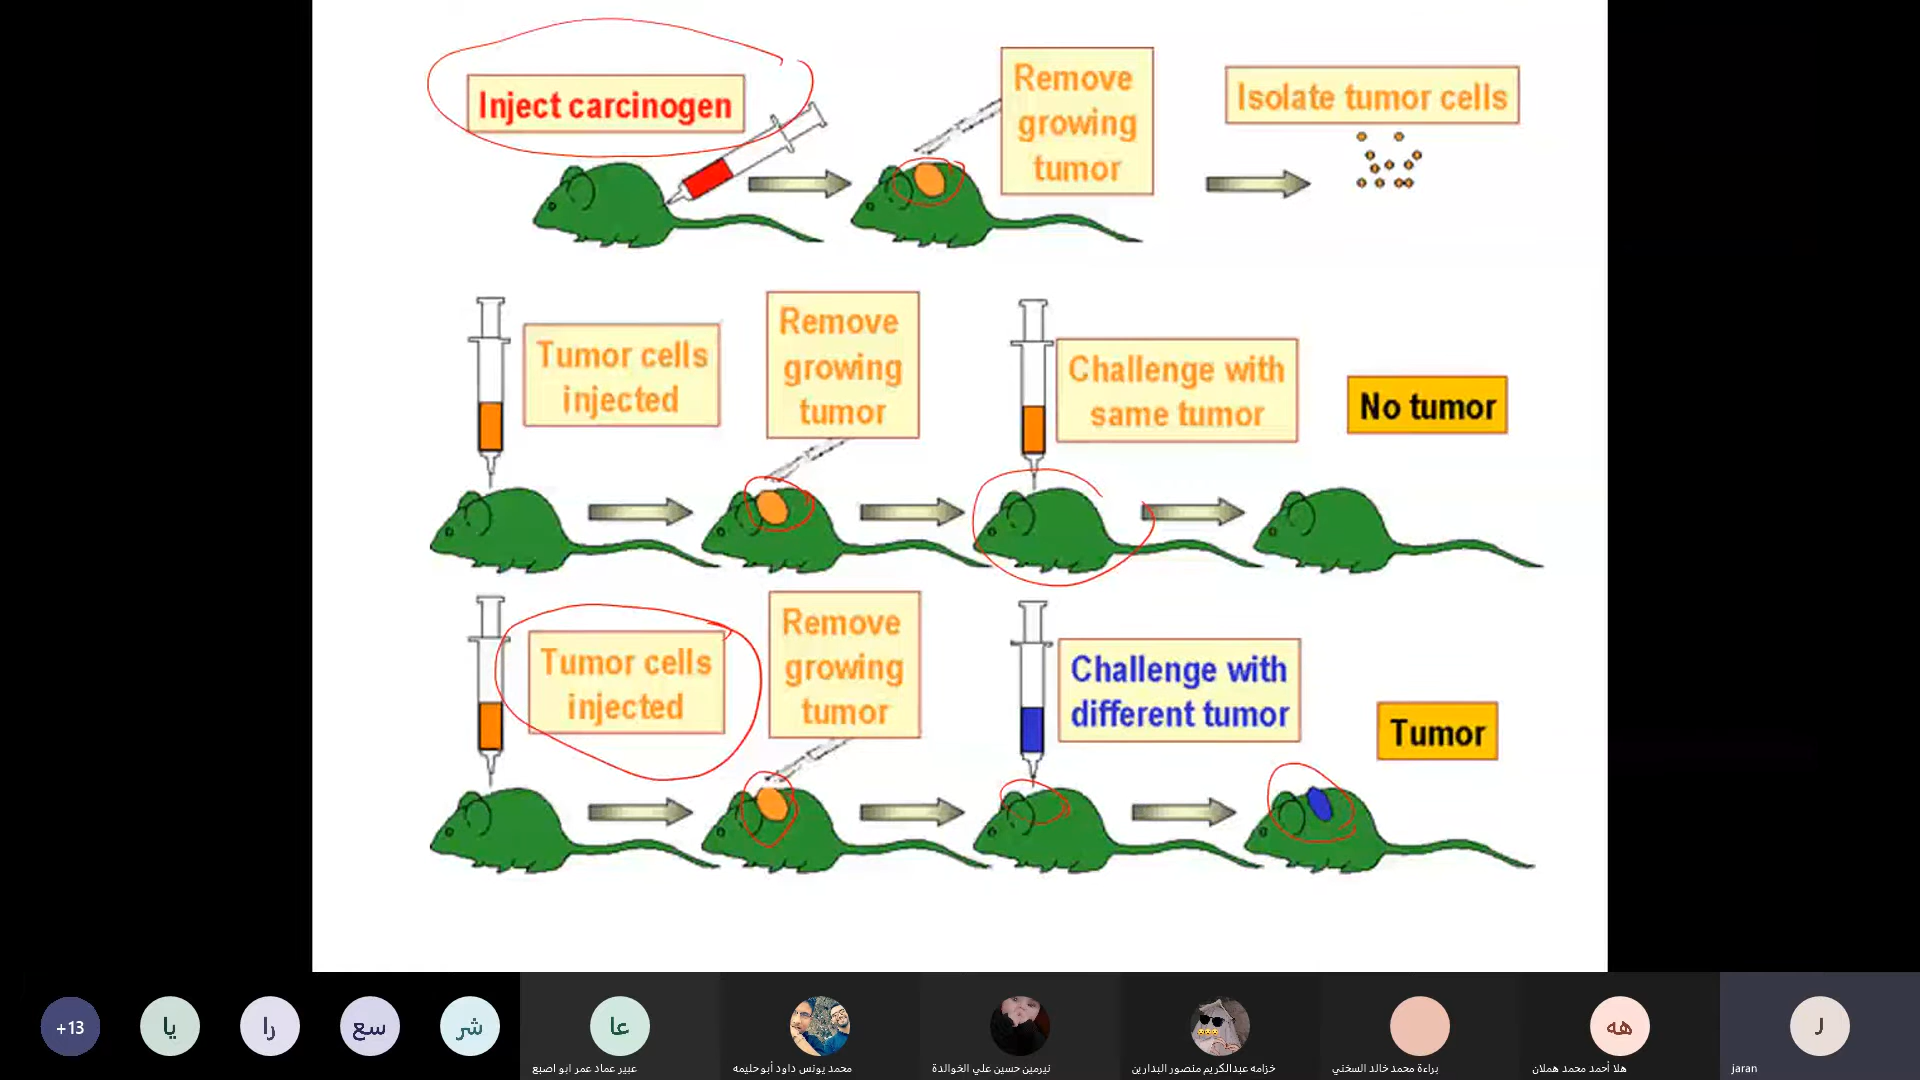 Inject carcinogen
Remove
growing
tumor
Isolate tumor cells
Tumor cells
injected
Remove
growing
tumor
Challenge with
same tumor
No tumor
Tumor cells
injected
Remove
growing
tumor
Challenge with
different tumor
Tumor
+13
يا
را
سع
شر
عا
هه
J
عبير عماد عمر ابو اصبع
محمد يونس داود أبوحليمه
نيرمين حسين علي الخوالدة
خزامه عبدالكريم منصور البدارين
براءة محمد خالد السخني
هلا أحمد محمد هملان
jaran